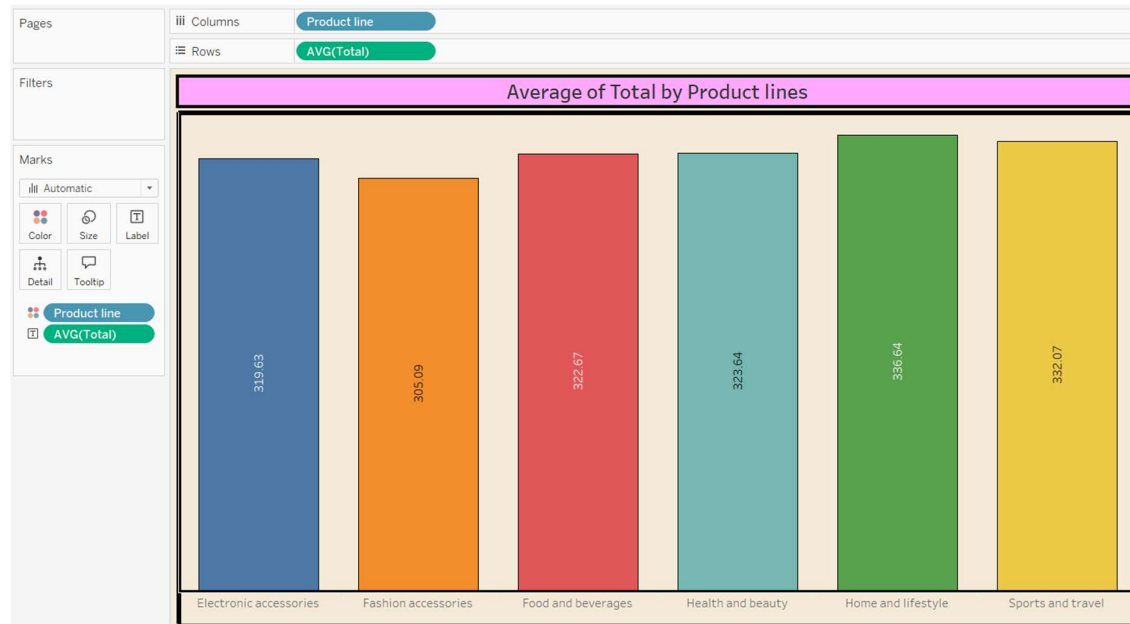 Pages
Columns
Product line
Rows
AVG(Total)
Filters
Average of Total by Product lines
Marks
Automatic
Color
Size
Label
Detail
Tooltip
Product line
AVG(Total)
319.63
305.09
322.67
323.64
336.64
332.07
Electronic accessories
Fashion accessories
Food and beverages
Health and beauty
Home and lifestyle
Sports and travel